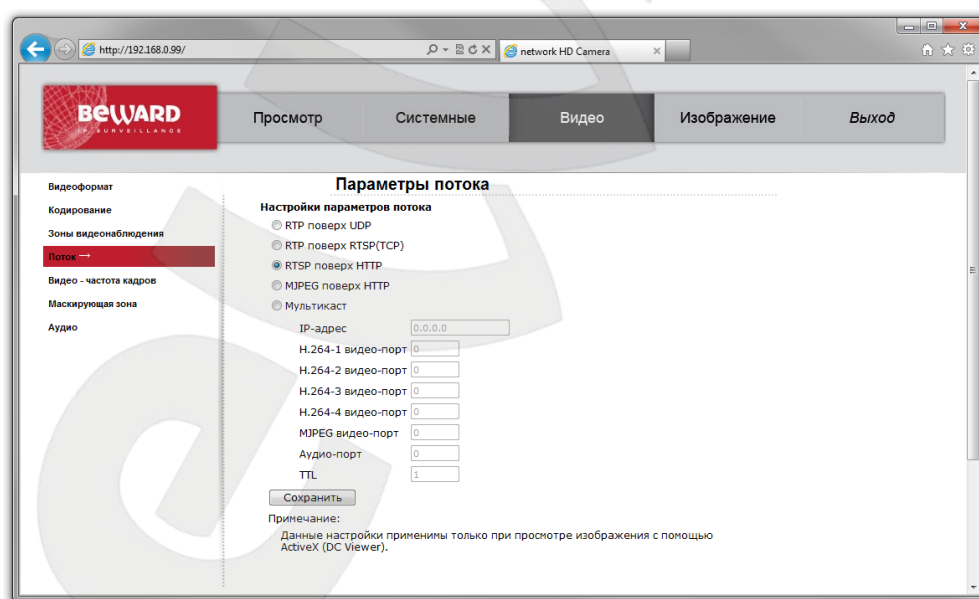 http://192.168.0.99/
network HD Camera
BEWARD
IP SURVEILLANCE
Просмотр
Системные
Видео
Изображение
Выход
Видеоформат
Кодирование
Зоны видеонаблюдения
Поток →
Видео - частота кадров
Маскирующая зона
Аудио
Параметры потока
Настройки параметров потока
RTP поверх UDP
RTP поверх RTSP(TCP)
RTSP поверх HTTP
MJPEG поверх HTTP
Мультикаст
IP-адрес 0.0.0.0
H.264-1 видео-порт 0
H.264-2 видео-порт 0
H.264-3 видео-порт 0
H.264-4 видео-порт 0
MJPEG видео-порт 0
Аудио-порт 0
TTL 1
Сохранить
Примечание:
Данные настройки применимы только при просмотре изображения с помощью
ActiveX (DC Viewer).